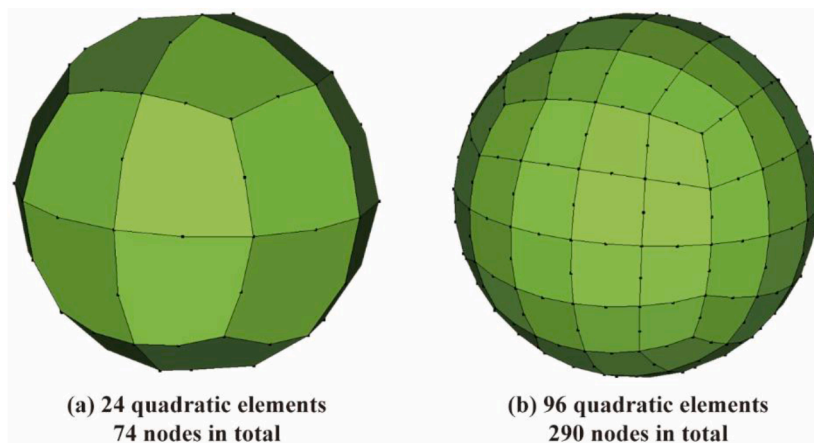 (a) 24 quadratic elements
74 nodes in total
(b) 96 quadratic elements
290 nodes in total